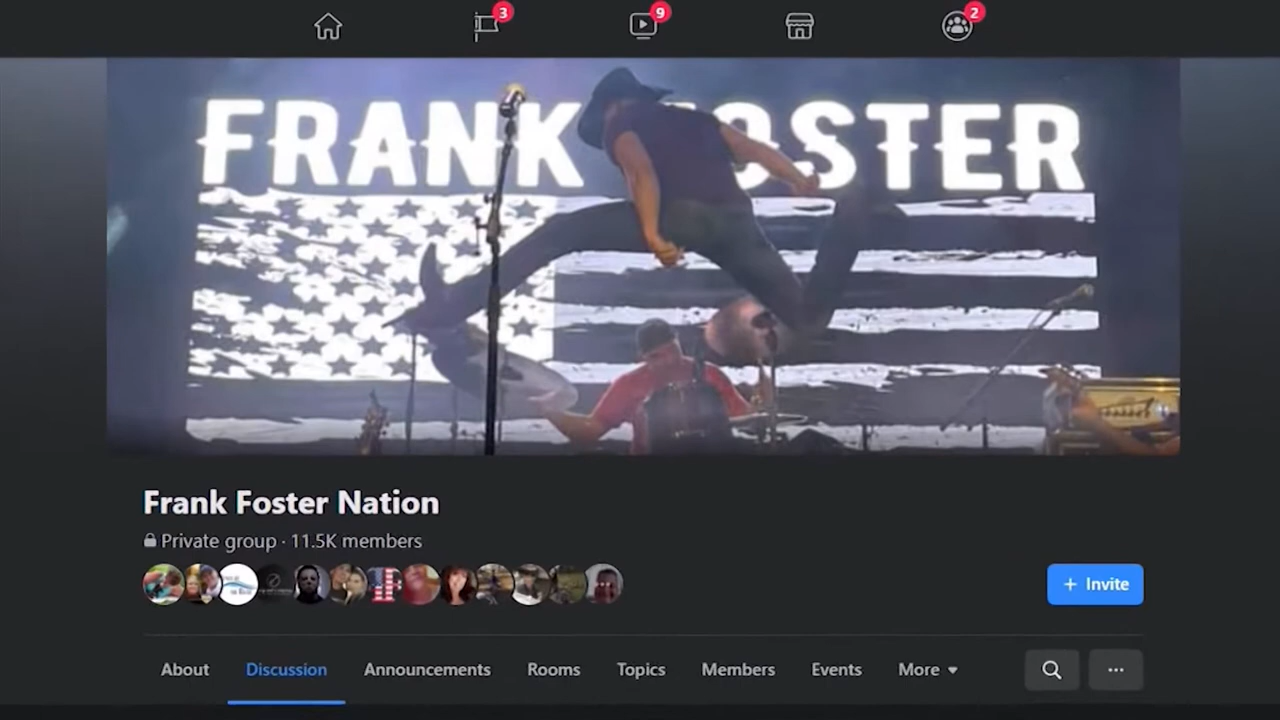 3
9
2
FRANK FOSTER
Frank Foster Nation
Private group · 11.5K members
+ Invite
About Discussion Announcements Rooms Topics Members Events More